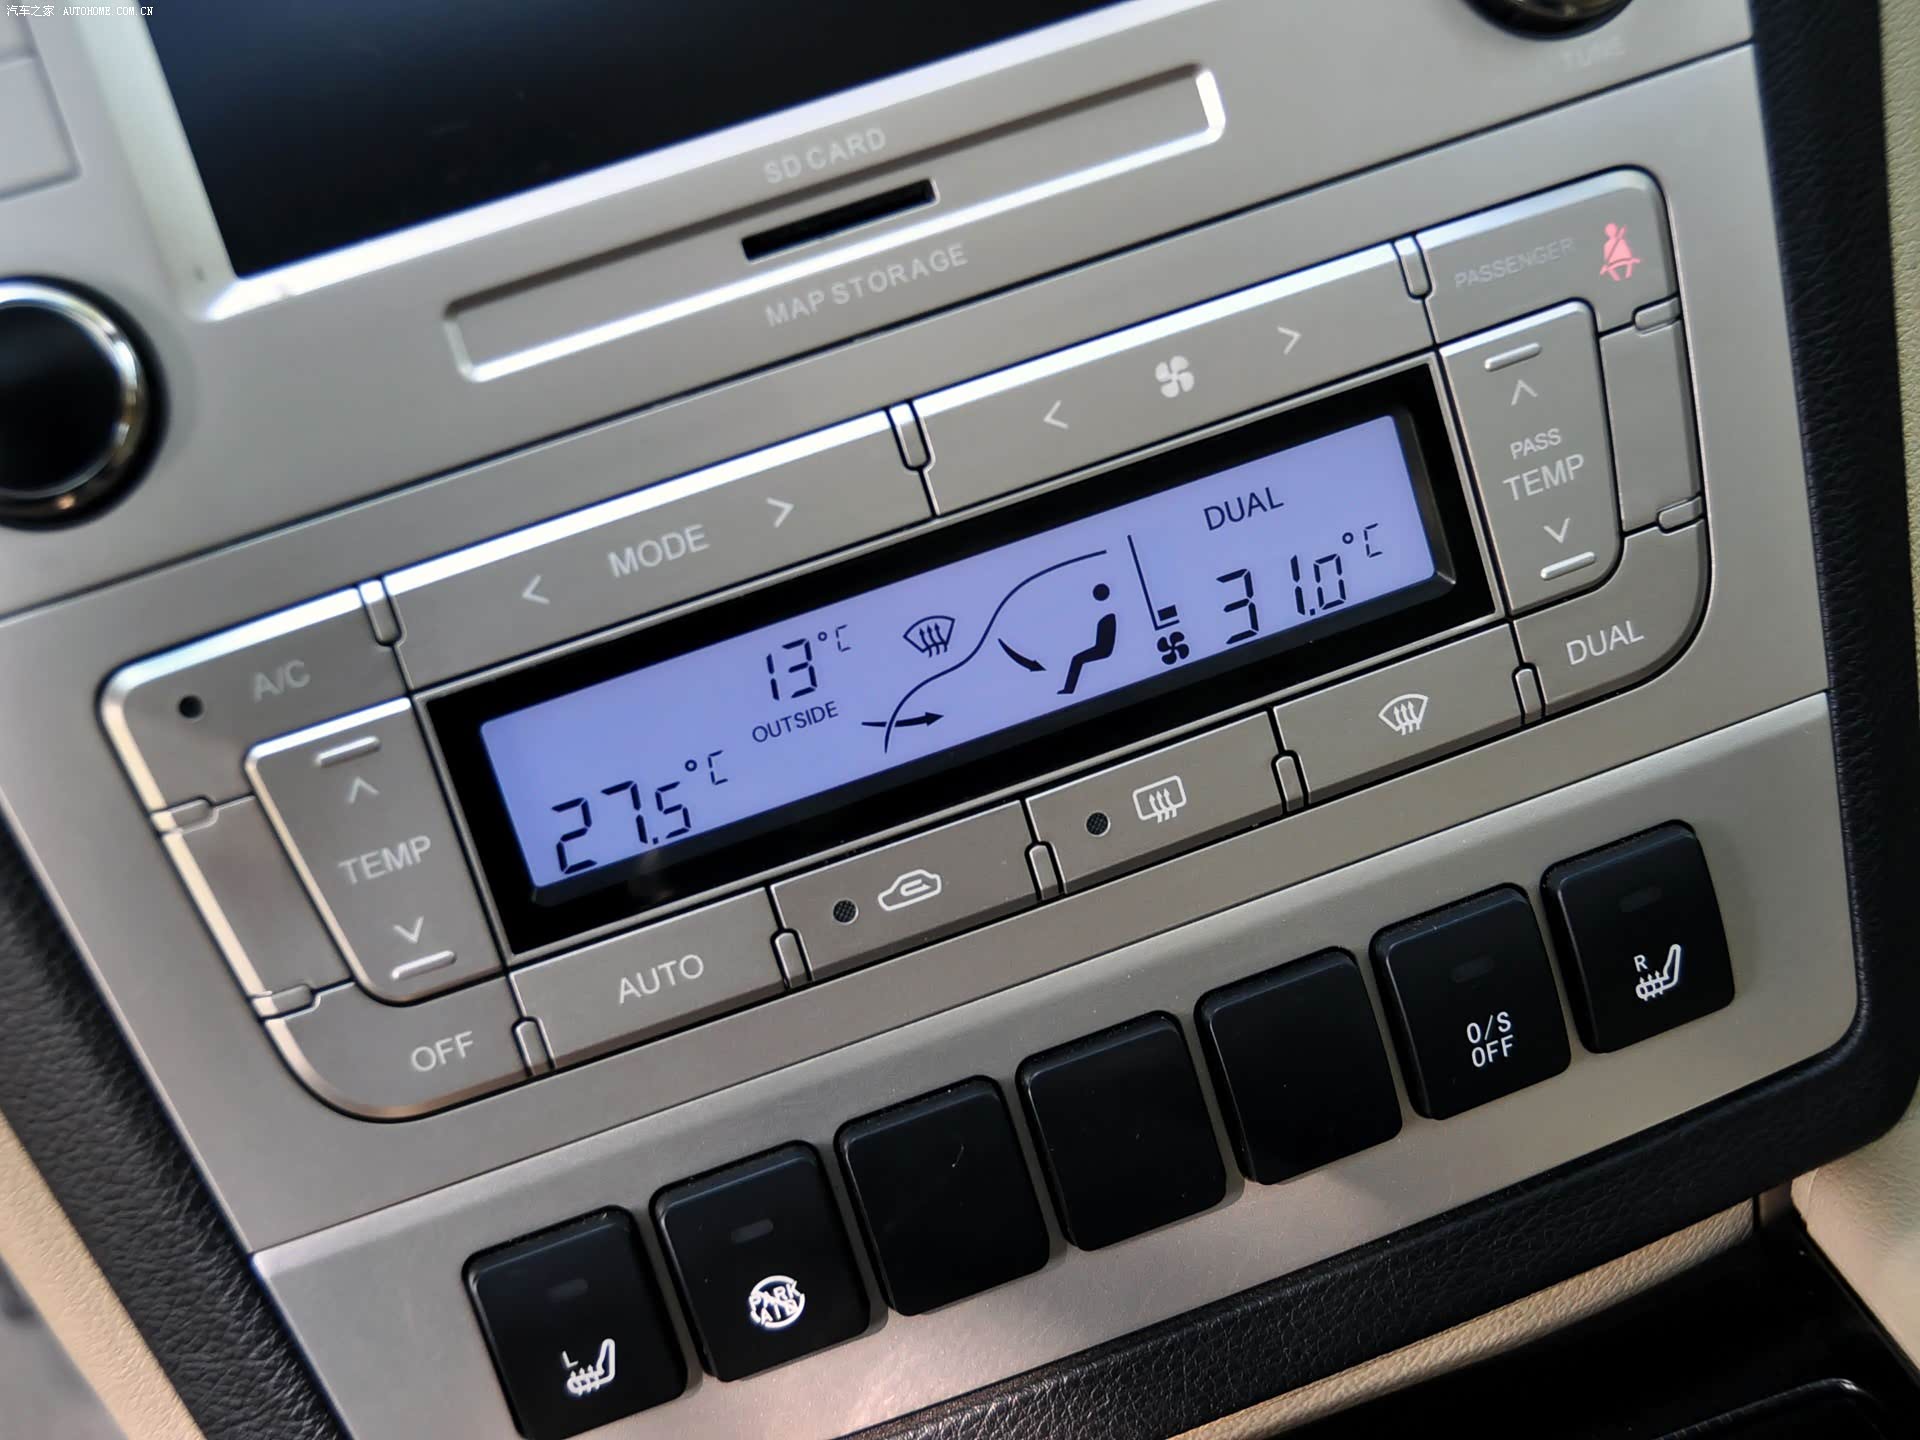 汽车之家 AUTOHOME.COM.CN
TUNE
SD CARD
MAP STORAGE
PASSENGER
MODE
PASS
TEMP
DUAL
A/C
13°C
OUTSIDE
31.0°C
DUAL
27.5°C
TEMP
AUTO
OFF
R
O/S
OFF
PARK
L